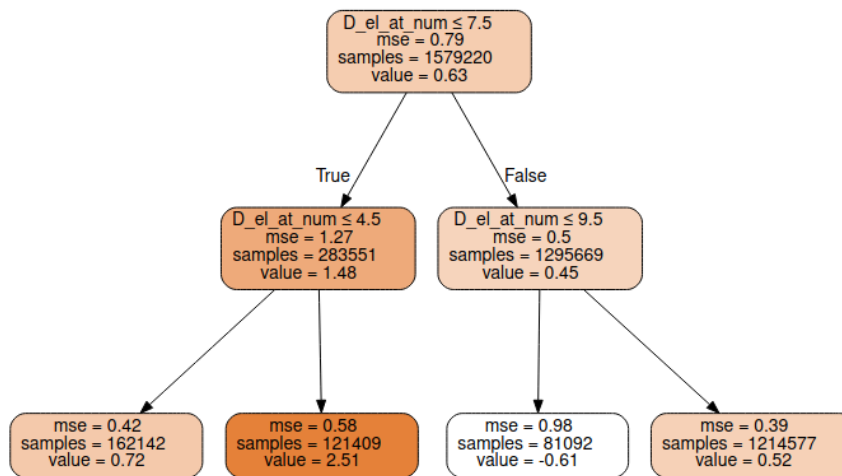 D_el_at_num ≤ 7.5
mse = 0.79
samples = 1579220
value = 0.63
True
False
D_el_at_num ≤ 4.5
mse = 1.27
samples = 283551
value = 1.48
D_el_at_num ≤ 9.5
mse = 0.5
samples = 1295669
value = 0.45
mse = 0.42
samples = 162142
value = 0.72
mse = 0.58
samples = 121409
value = 2.51
mse = 0.98
samples = 81092
value = -0.61
mse = 0.39
samples = 1214577
value = 0.52